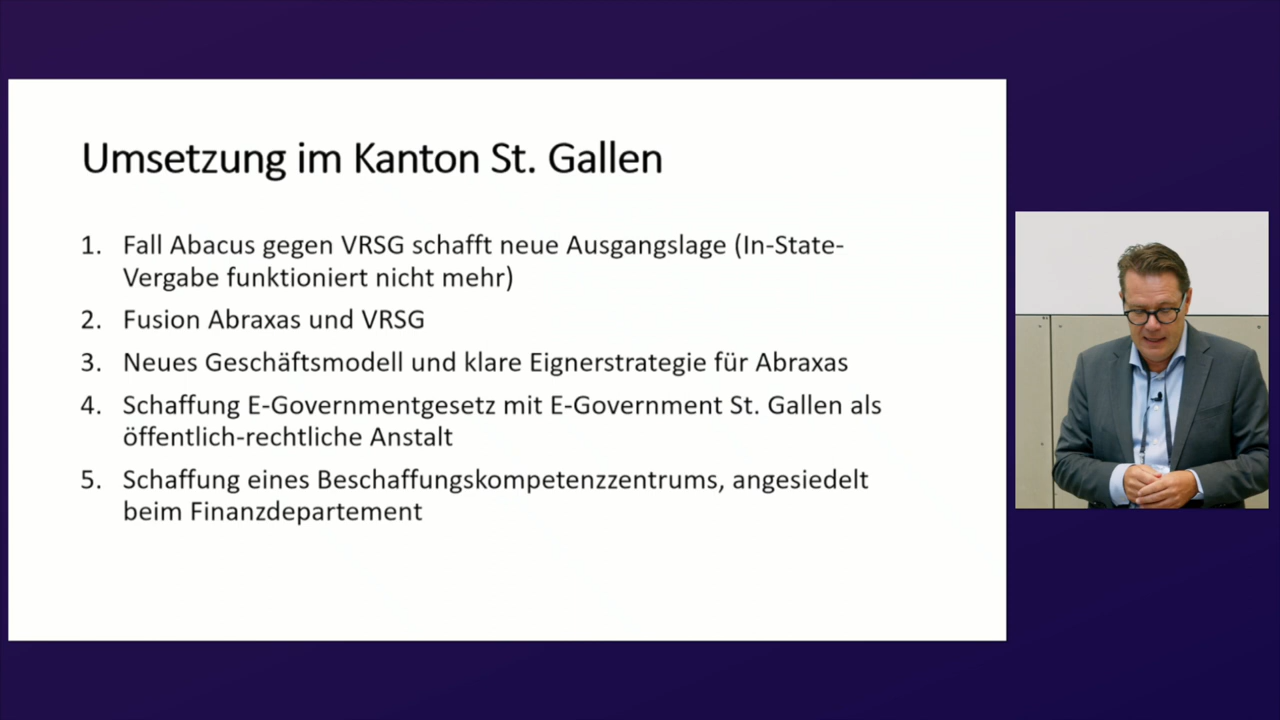 Umsetzung im Kanton St. Gallen
1. Fall Abacus gegen VRSG schafft neue Ausgangslage (In-State-
Vergabe funktioniert nicht mehr)
2. Fusion Abraxas und VRSG
3. Neues Geschäftsmodell und klare Eignerstrategie für Abraxas
4. Schaffung E-Governmentgesetz mit E-Government St. Gallen als
öffentlich-rechtliche Anstalt
5. Schaffung eines Beschaffungskompetenzzentrums, angesiedelt
beim Finanzdepartement